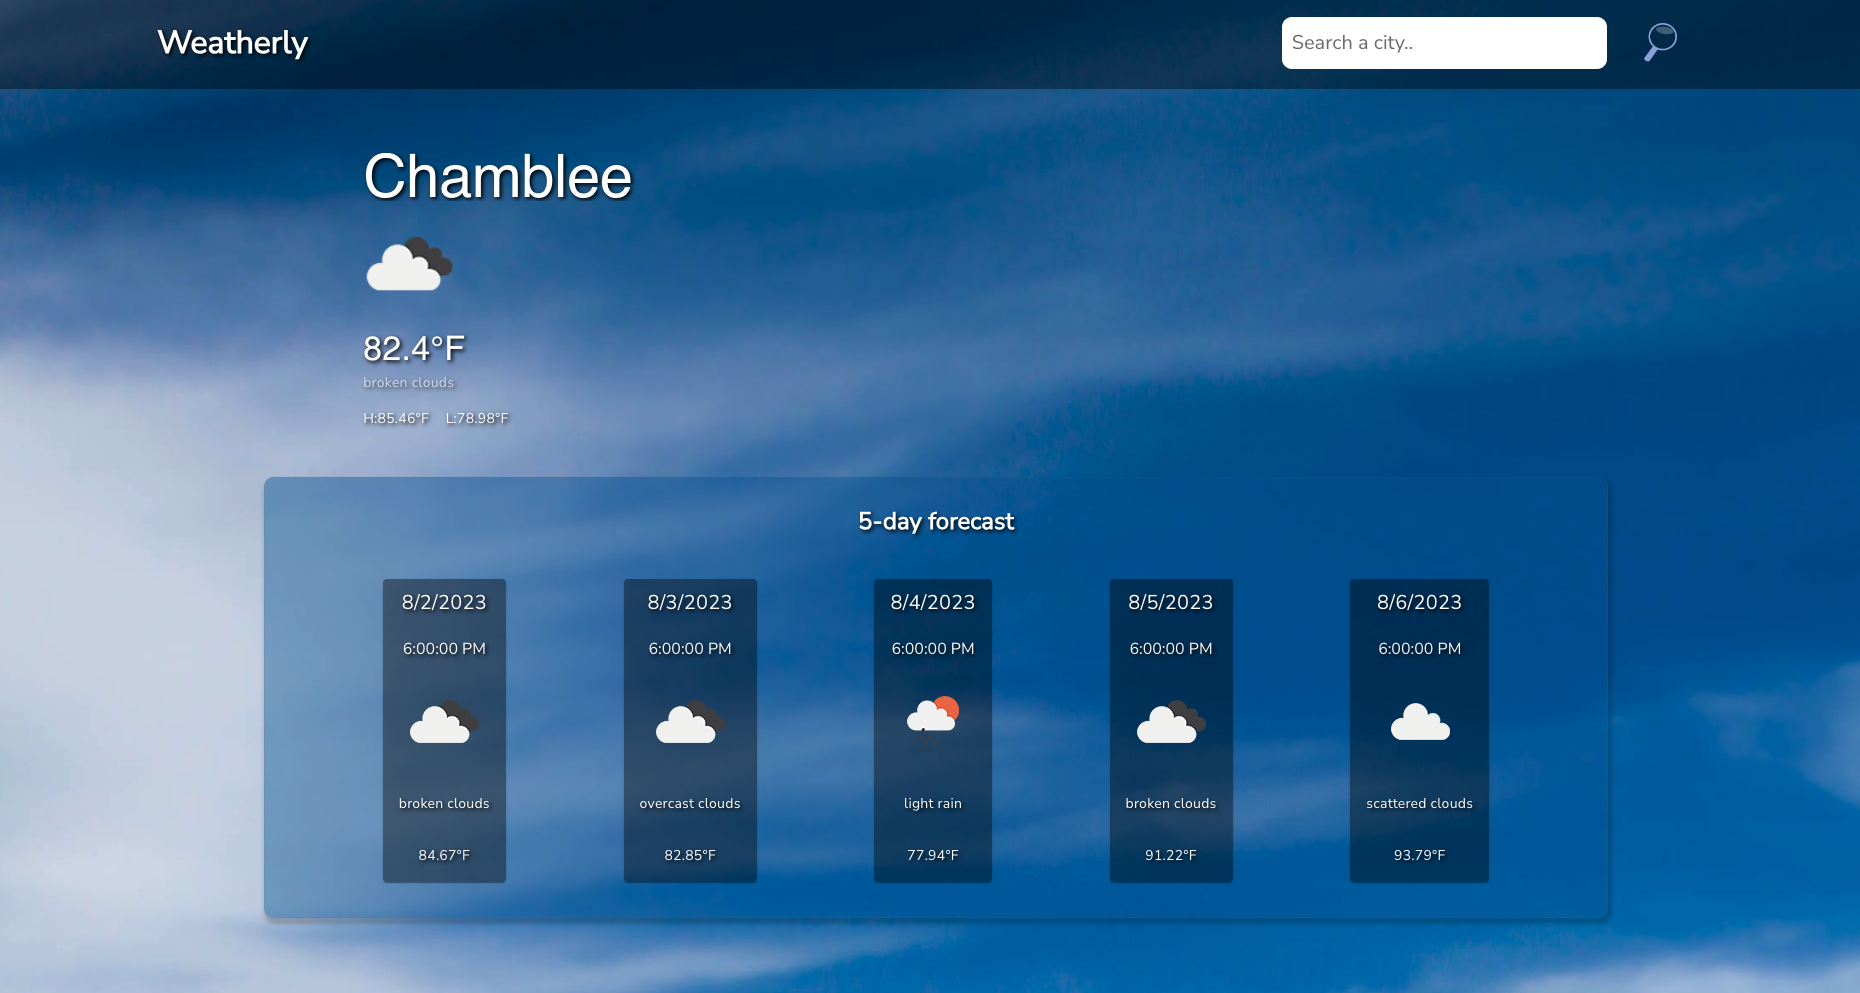 Weatherly
Search a city..
Chamblee
82.4°F
broken clouds
H:85.46°F L:78.98°F
5-day forecast
8/2/2023
6:00:00 PM
broken clouds
84.67°F
8/3/2023
6:00:00 PM
overcast clouds
82.85°F
8/4/2023
6:00:00 PM
light rain
77.94°F
8/5/2023
6:00:00 PM
broken clouds
91.22°F
8/6/2023
6:00:00 PM
scattered clouds
93.79°F